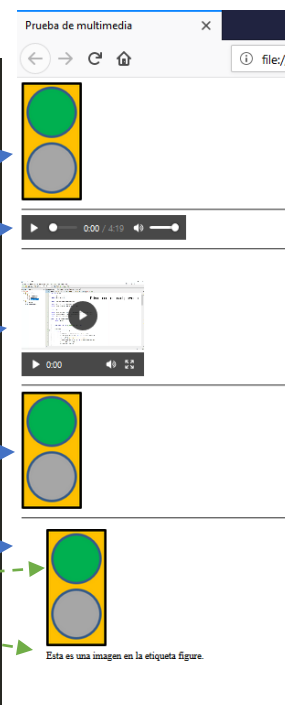 Prueba de multimedia
file://
0:00 / 4:19
0:00
Esta es una imagen en la etiqueta figure.